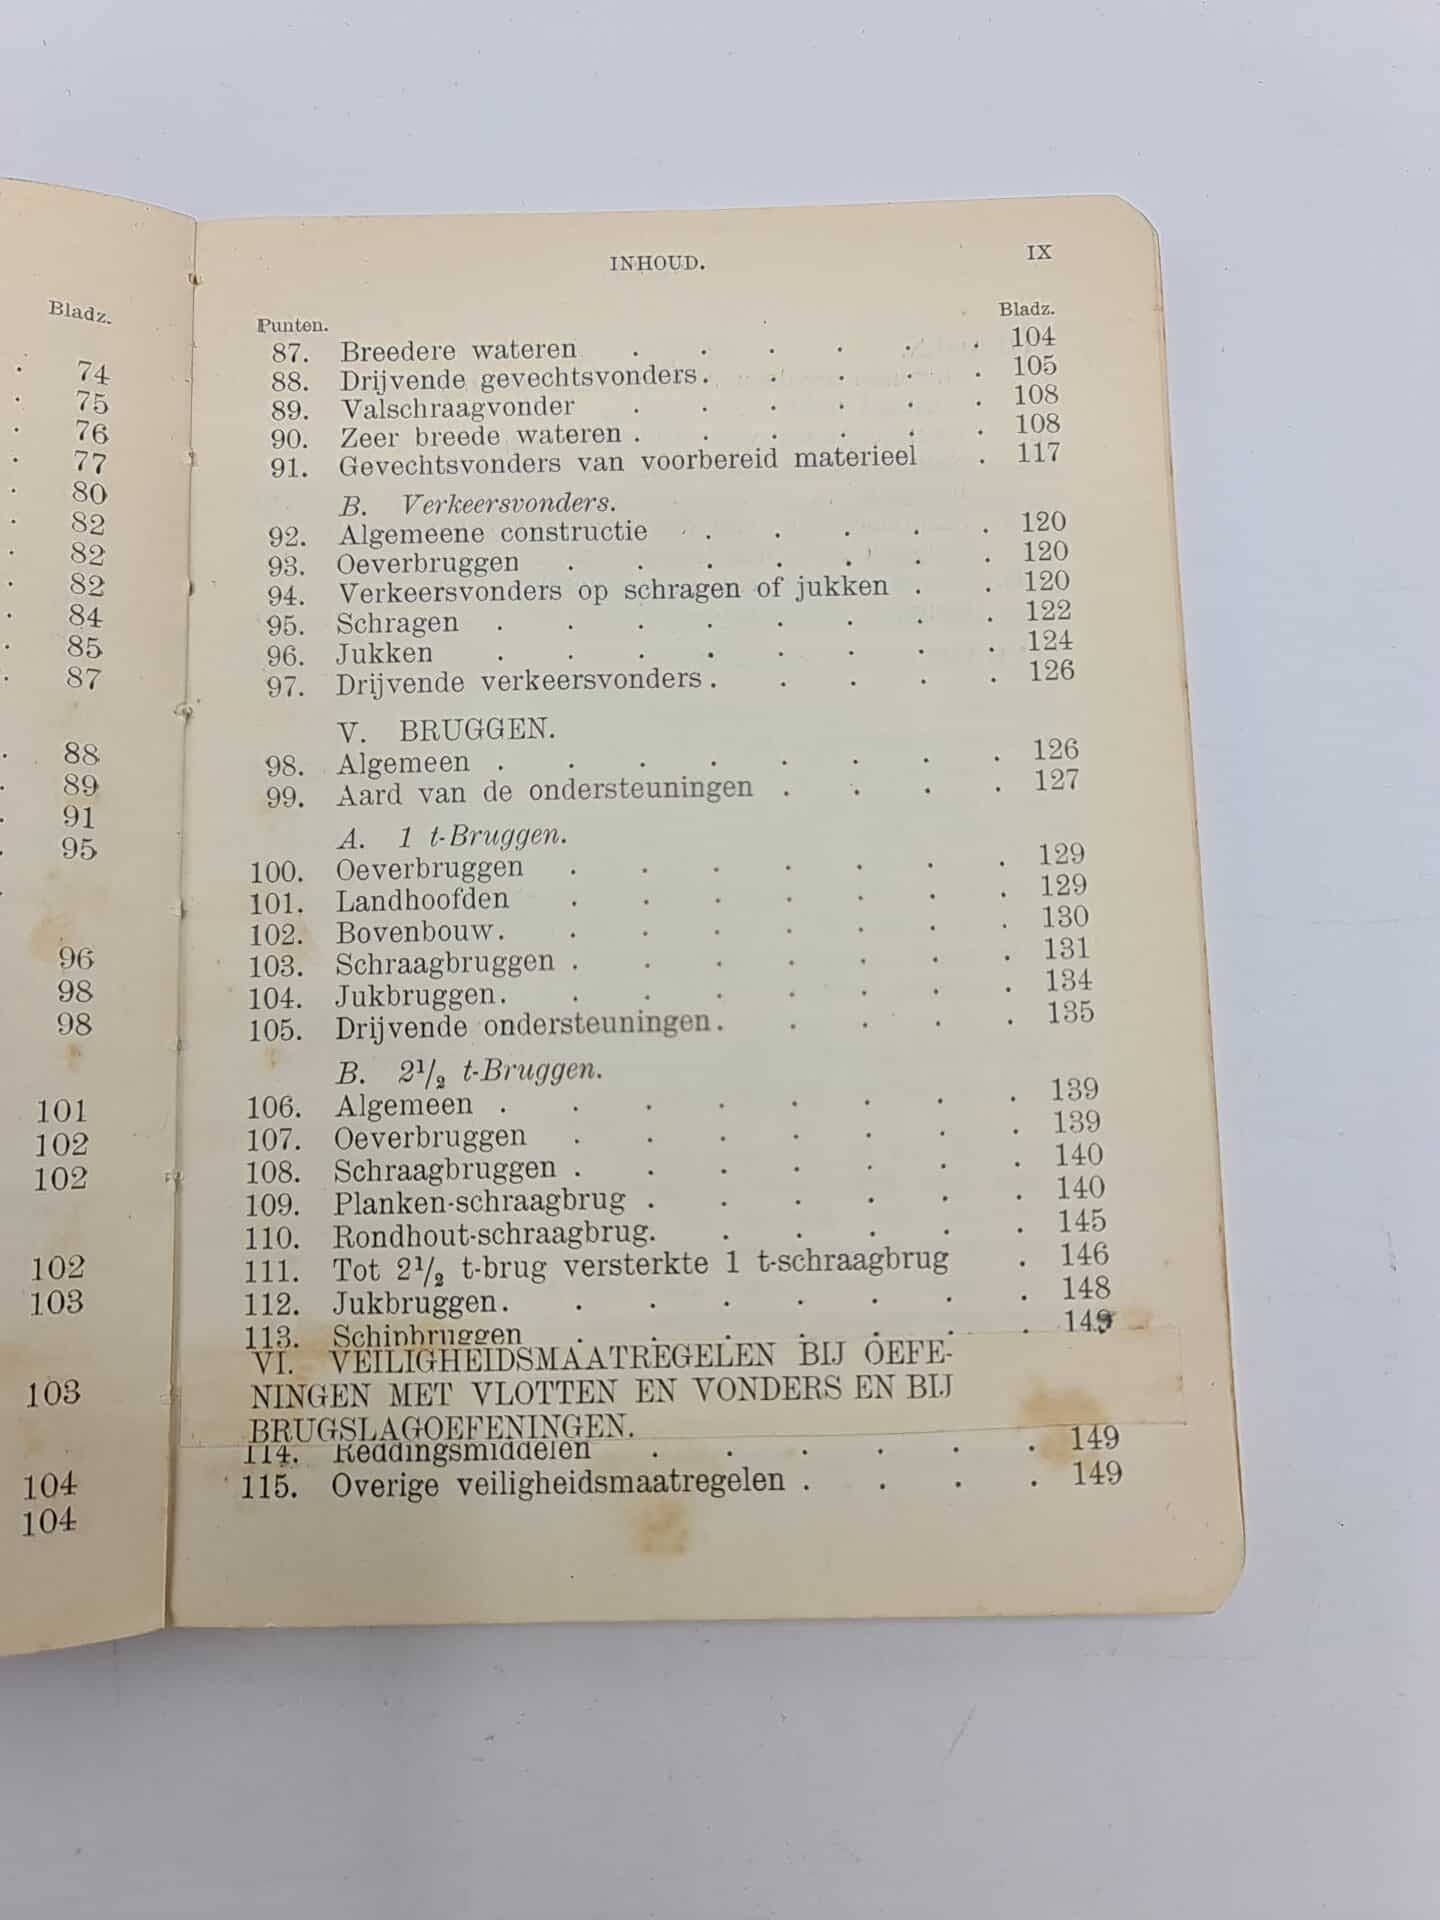 Bladz.
74
75
76
77
80
82
82
82
84
85
87
88
89
91
95
96
98
98
101
102
102
102
103
103
104
104
INHOUD. IX
Punten. Bladz.
87. Breedere wateren . . . . . . 104
88. Drijvende gevechtsvonders . . . . . 105
89. Valschraagvonder . . . . . . 108
90. Zeer breede wateren . . . . . . 108
91. Gevechtsvonders van voorbereid materieel . 117
B. Verkeersvonders.
92. Algemeene constructie . . . . . 120
93. Oeverbruggen . . . . . . . 120
94. Verkeersvonders op schragen of jukken . . 120
95. Schragen . . . . . . . . 122
96. Jukken . . . . . . . . 124
97. Drijvende verkeersvonders . . . . . 126
V. BRUGGEN.
98. Algemeen . . . . . . . . 126
99. Aard van de ondersteuningen . . . . 127
A. 1 t-Bruggen.
100. Oeverbruggen . . . . . . . 129
101. Landhoofden . . . . . . . 129
102. Bovenbouw . . . . . . . . 130
103. Schraagbruggen . . . . . . . 131
104. Jukbruggen . . . . . . . . 134
105. Drijvende ondersteuningen . . . . . 135
B. 2½ t-Bruggen.
106. Algemeen . . . . . . . . 139
107. Oeverbruggen . . . . . . . 139
108. Schraagbruggen . . . . . . . 140
109. Planken-schraagbrug . . . . . . 140
110. Rondhout-schraagbrug . . . . . . 145
111. Tot 2½ t-brug versterkte 1 t-schraagbrug . 146
112. Jukbruggen . . . . . . . . 148
113. Schipbruggen . . . . . . . 149
VI. VEILIGHEIDSMAATREGELEN BIJ OEFE-
NINGEN MET VLOTTEN EN VONDERS EN BIJ
BRUGSLAGOEFENINGEN.
114. Reddingsmiddelen . . . . . . 149
115. Overige veiligheidsmaatregelen . . . . 149